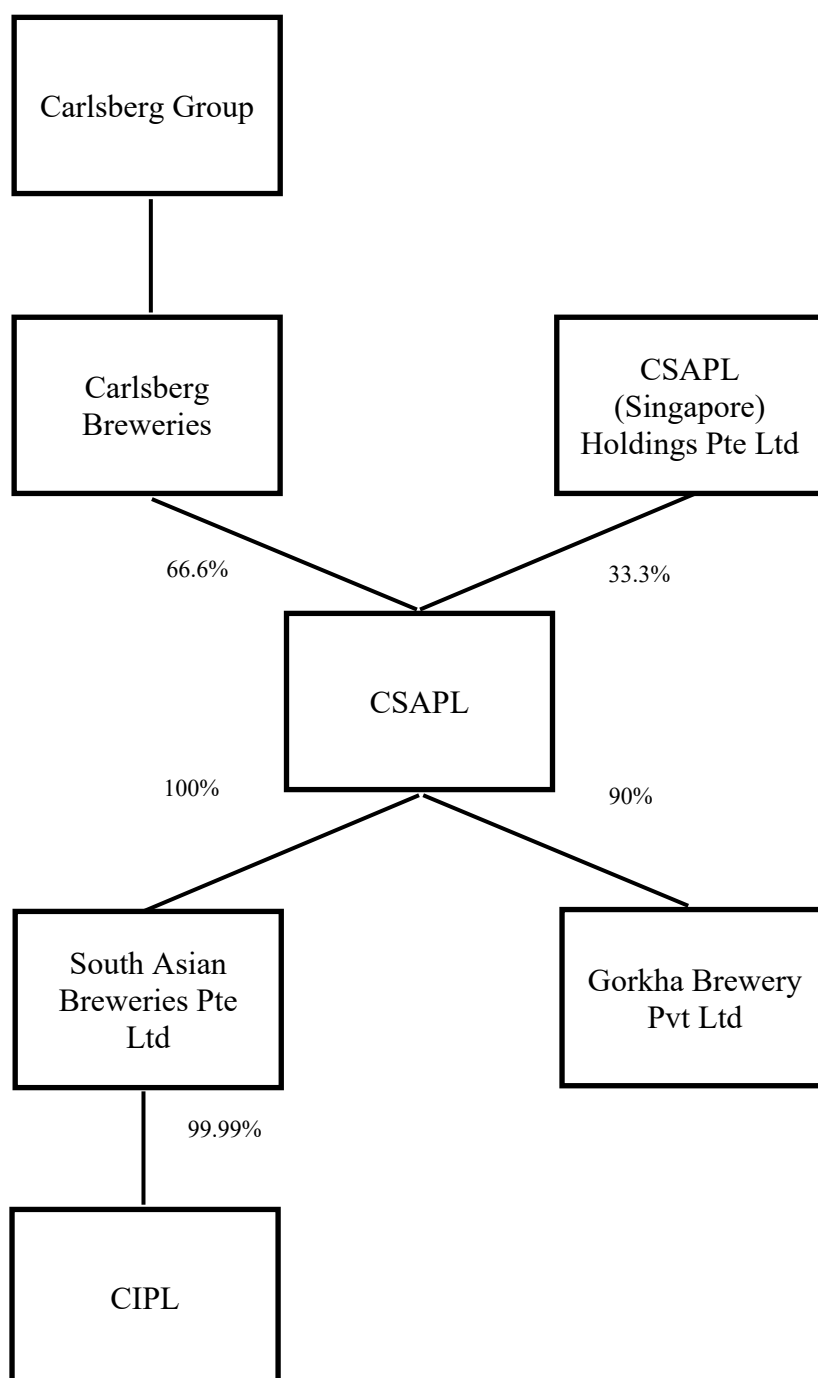 Carlsberg Group
Carlsberg
Breweries
CSAPL
(Singapore)
Holdings Pte Ltd
66.6%
33.3%
CSAPL
100%
90%
South Asian
Breweries Pte
Ltd
Gorkha Brewery
Pvt Ltd
99.99%
CIPL